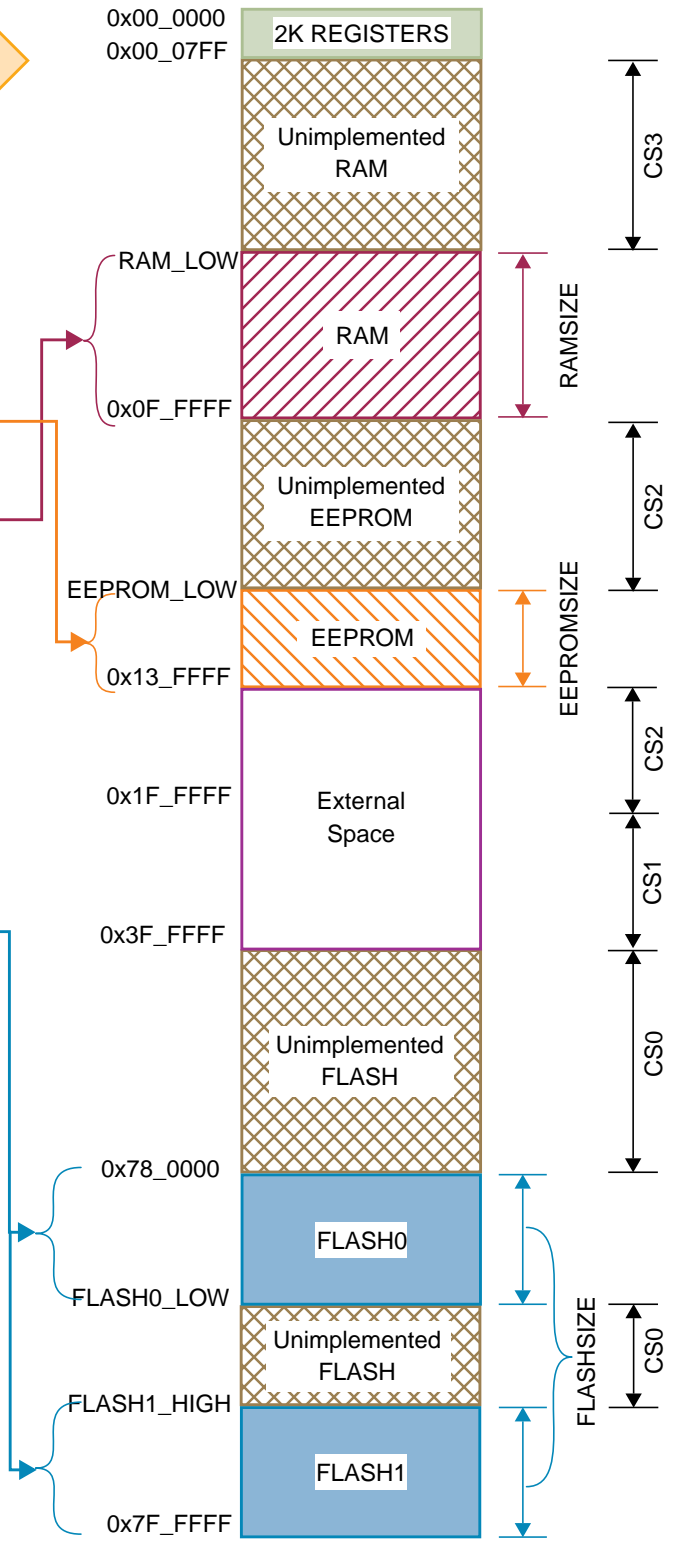 0x00_0000
2K REGISTERS
0x00_07FF
Unimplemented
RAM
CS3
RAM_LOW
RAM
RAMSIZE
0x0F_FFFF
Unimplemented
EEPROM
CS2
EEPROM_LOW
EEPROM
EEPROMSIZE
0x13_FFFF
CS2
0x1F_FFFF
External
Space
CS1
0x3F_FFFF
Unimplemented
FLASH
CS0
0x78_0000
FLASH0
FLASH0_LOW
FLASHSIZE
Unimplemented
FLASH
CS0
FLASH1_HIGH
FLASH1
0x7F_FFFF